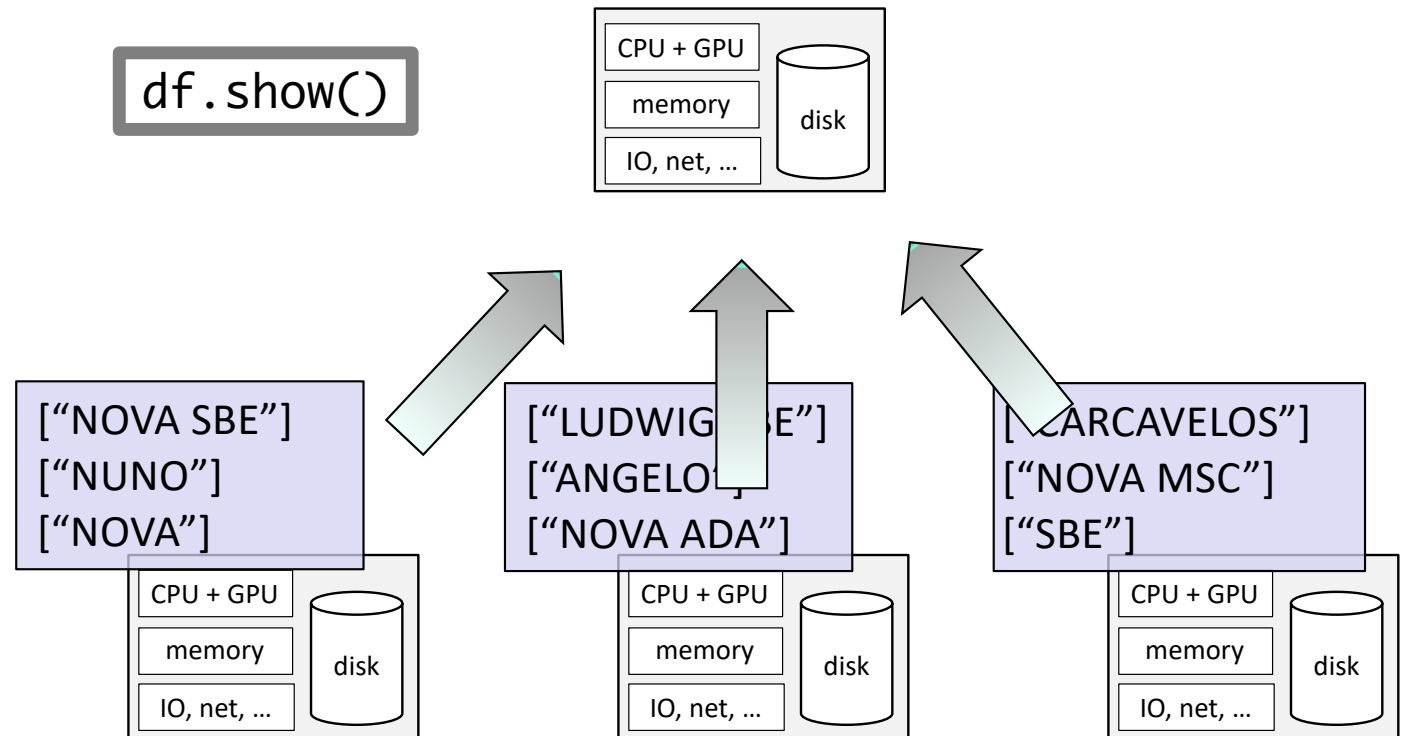 df.show()
CPU + GPU
memory
IO, net, …
disk
["NOVA SBE"]
["NUNO"]
["NOVA"]
["LUDWIG BE"]
["ANGELO"]
["NOVA ADA"]
["CARCAVELOS"]
["NOVA MSC"]
["SBE"]
CPU + GPU
memory
IO, net, …
disk
CPU + GPU
memory
IO, net, …
disk
CPU + GPU
memory
IO, net, …
disk